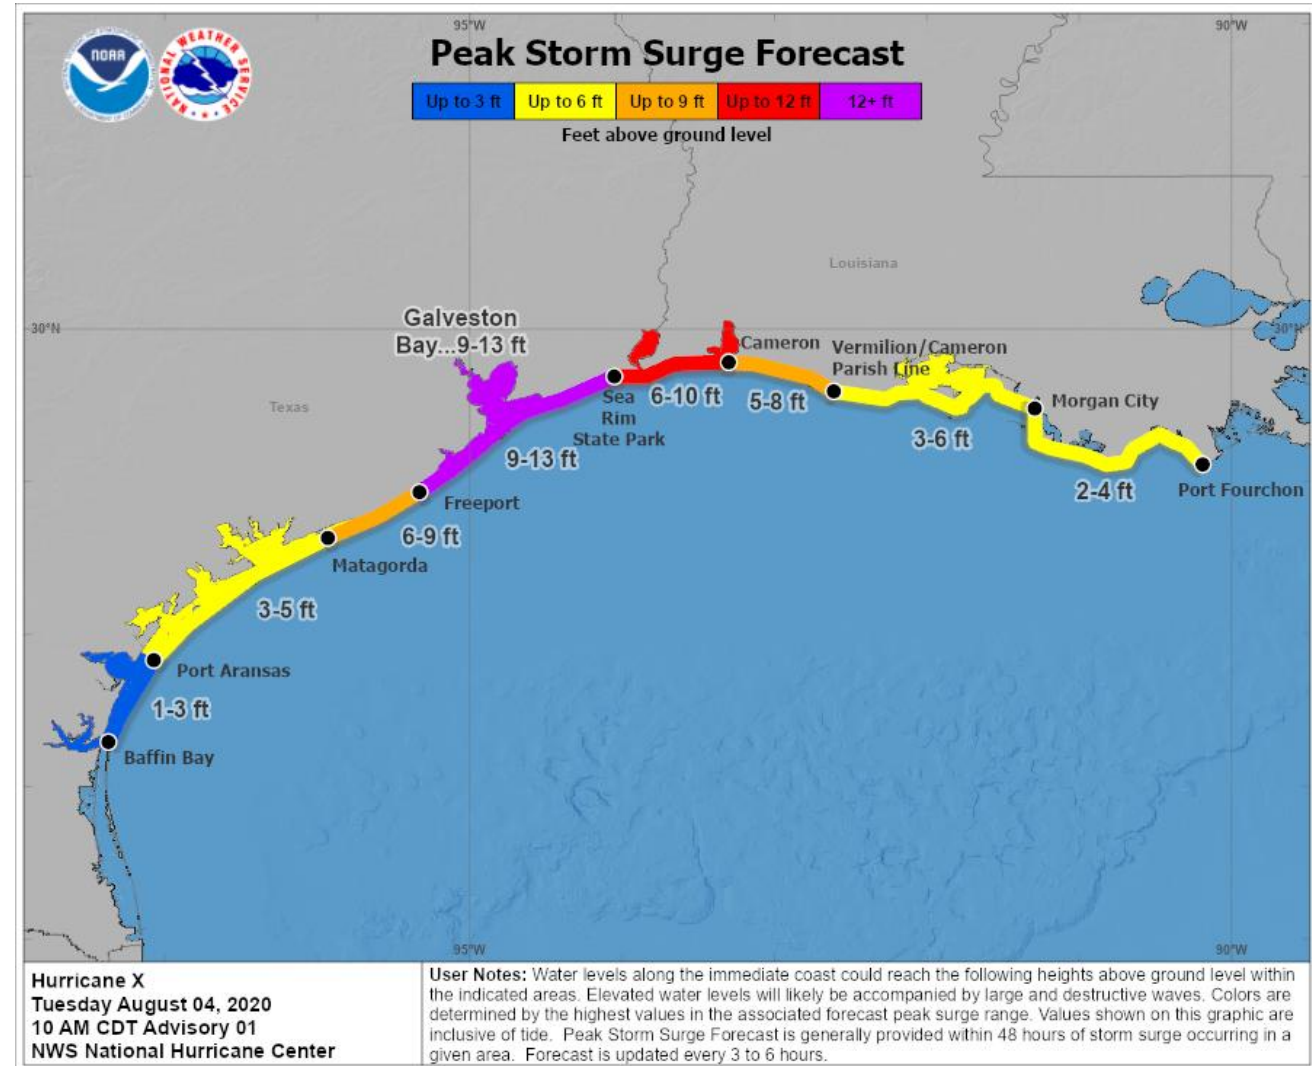 95°W
90°W
NOAA
NATIONAL WEATHER SERVICE
Peak Storm Surge Forecast
Up to 3 ft
Up to 6 ft
Up to 9 ft
Up to 12 ft
12+ ft
Feet above ground level
Louisiana
30°N
30°N
Galveston
Bay...9-13 ft
Cameron
Vermilion/Cameron
Parish Line
Texas
Sea
Rim
State Park
6-10 ft
5-8 ft
Morgan City
3-6 ft
9-13 ft
2-4 ft
Port Fourchon
Freeport
6-9 ft
Matagorda
3-5 ft
Port Aransas
1-3 ft
Baffin Bay
95°W
90°W
Hurricane X
Tuesday August 04, 2020
10 AM CDT Advisory 01
NWS National Hurricane Center
User Notes: Water levels along the immediate coast could reach the following heights above ground level within
the indicated areas. Elevated water levels will likely be accompanied by large and destructive waves. Colors are
determined by the highest values in the associated forecast peak surge range. Values shown on this graphic are
inclusive of tide. Peak Storm Surge Forecast is generally provided within 48 hours of storm surge occurring in a
given area. Forecast is updated every 3 to 6 hours.